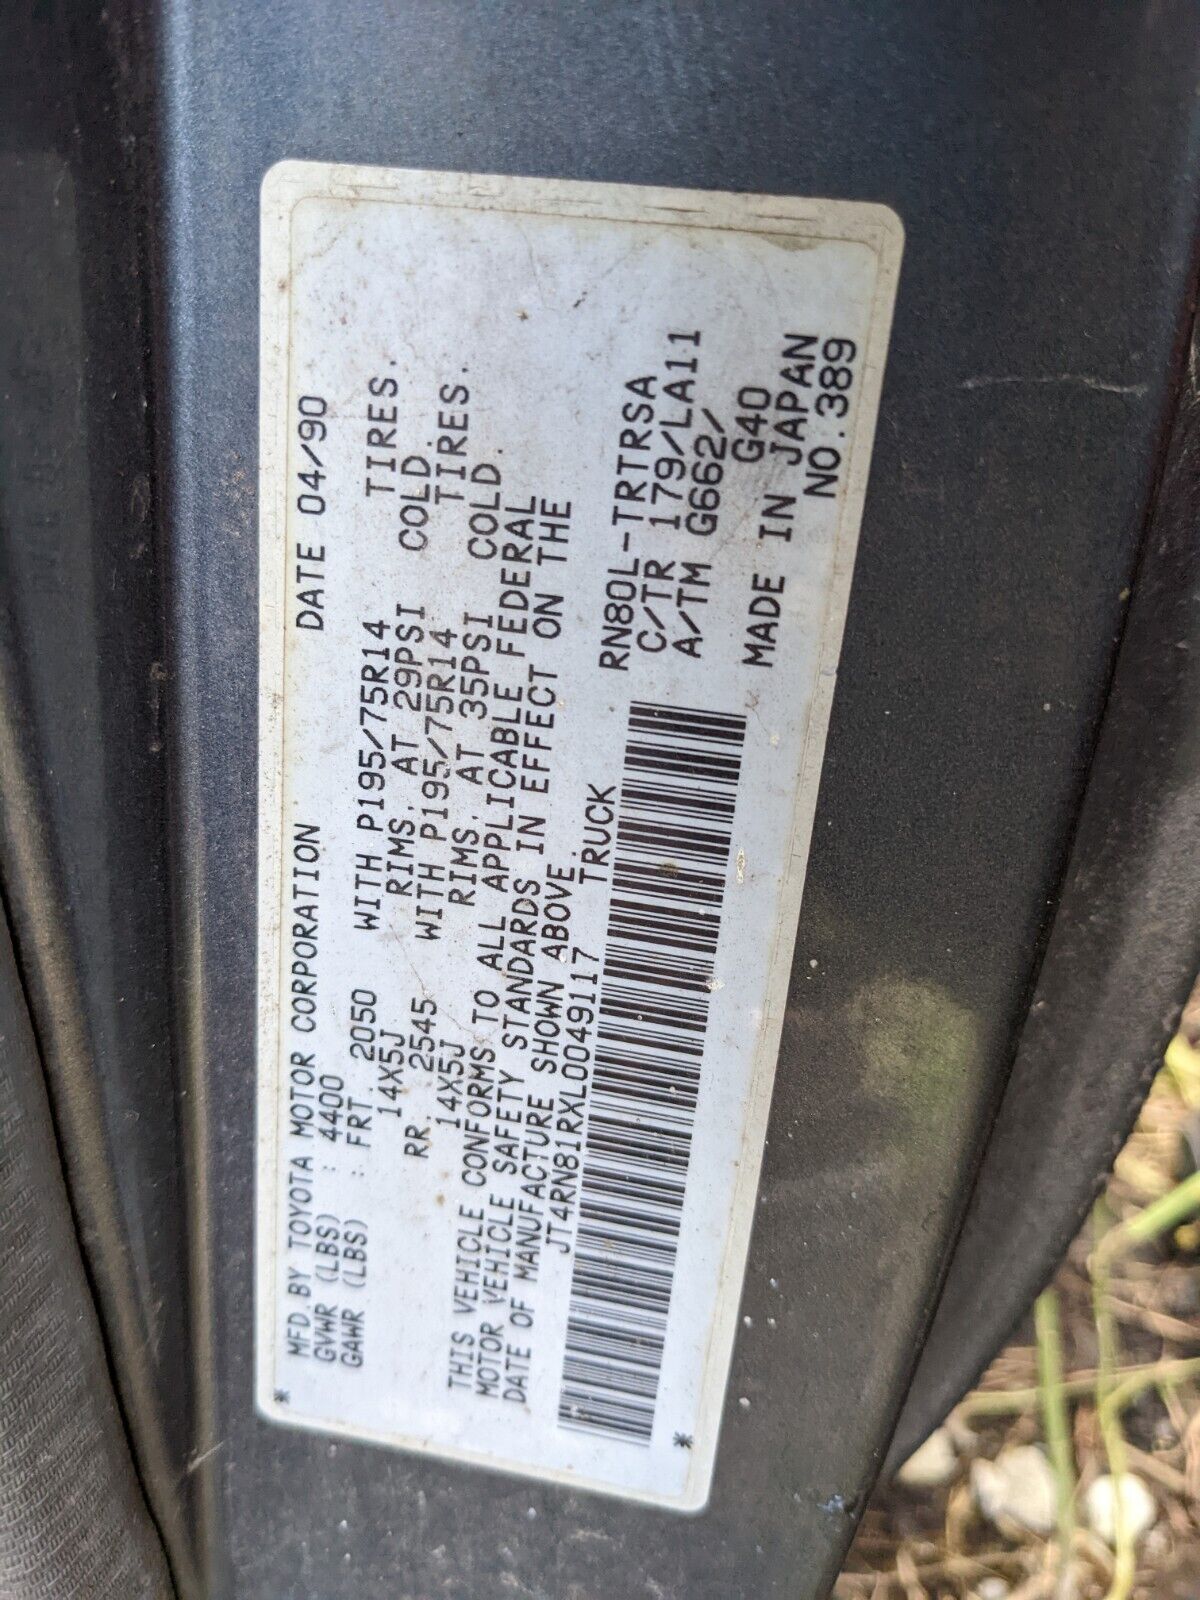 * MFD.BY TOYOTA MOTOR CORPORATION DATE 04/90
GVWR (LBS) : 4400
GAWR (LBS) : FRT. 2050 WITH P195/75R14 TIRES.
14X5J RIMS. AT 29PSI COLD.
RR. 2545 WITH P195/75R14 TIRES.
14X5J RIMS. AT 35PSI COLD.
THIS VEHICLE CONFORMS TO ALL APPLICABLE FEDERAL
MOTOR VEHICLE SAFETY STANDARDS IN EFFECT ON THE
DATE OF MANUFACTURE SHOWN ABOVE.
JT4RN81RXL0049117 TRUCK
RN80L-TRTRSA
C/TR 179/LA11
A/TM G662/
G40
MADE IN JAPAN
* NO.389